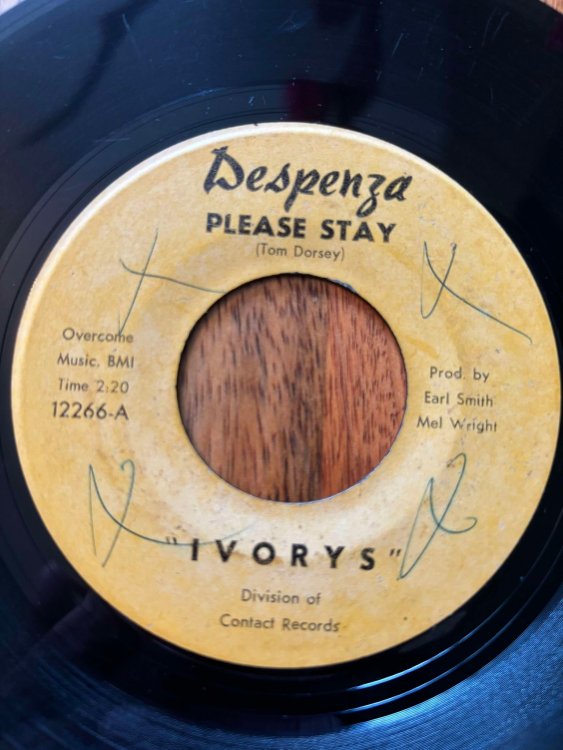 Despenza
PLEASE STAY
(Tom Dorsey)
Overcome
Music, BMI
Time 2:20
12266-A
Prod. by
Earl Smith
Mel Wright
"IVORYS"
Division of
Contact Records